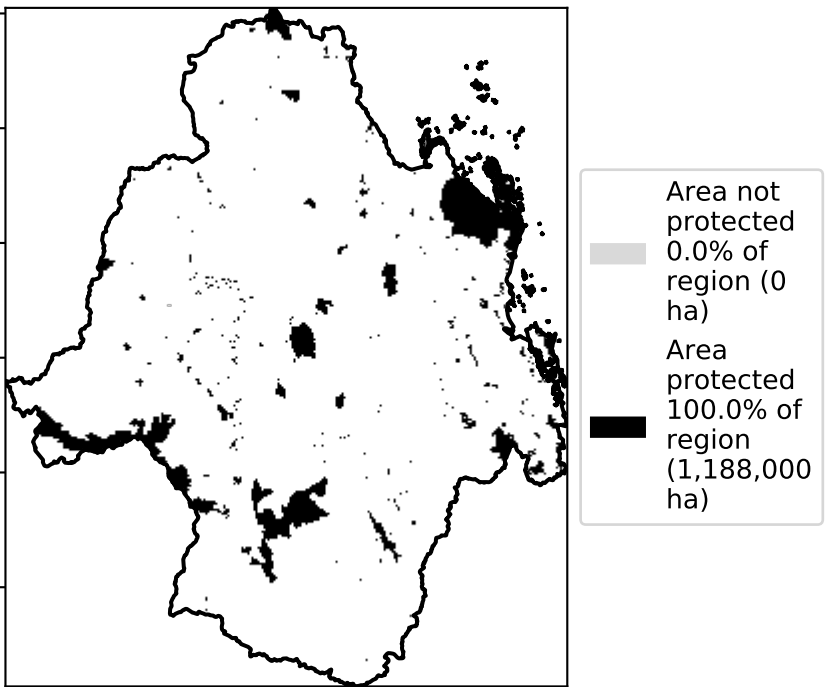 Area not
protected
0.0% of
region (0
ha)
Area
protected
100.0% of
region
(1,188,000
ha)